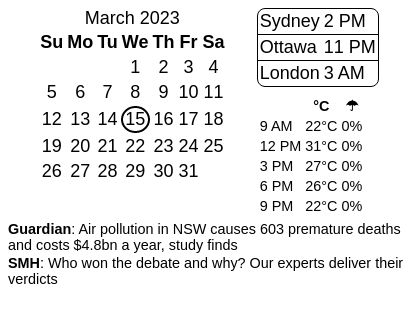 March 2023
Su Mo Tu We Th Fr Sa
1 2 3 4
5 6 7 8 9 10 11
12 13 14 15 16 17 18
19 20 21 22 23 24 25
26 27 28 29 30 31
Sydney 2 PM
Ottawa 11 PM
London 3 AM
°C ☂
9 AM 22°C 0%
12 PM 31°C 0%
3 PM 27°C 0%
6 PM 26°C 0%
9 PM 22°C 0%
Guardian: Air pollution in NSW causes 603 premature deaths
and costs $4.8bn a year, study finds
SMH: Who won the debate and why? Our experts deliver their
verdicts